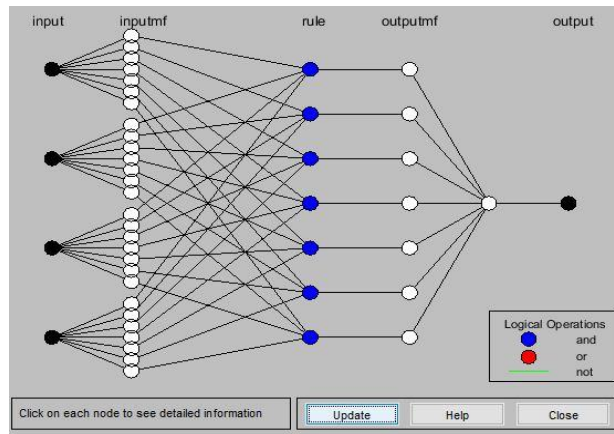 input inputmf rule outputmf output
Logical Operations
and
or
not
Click on each node to see detailed information
Update Help Close